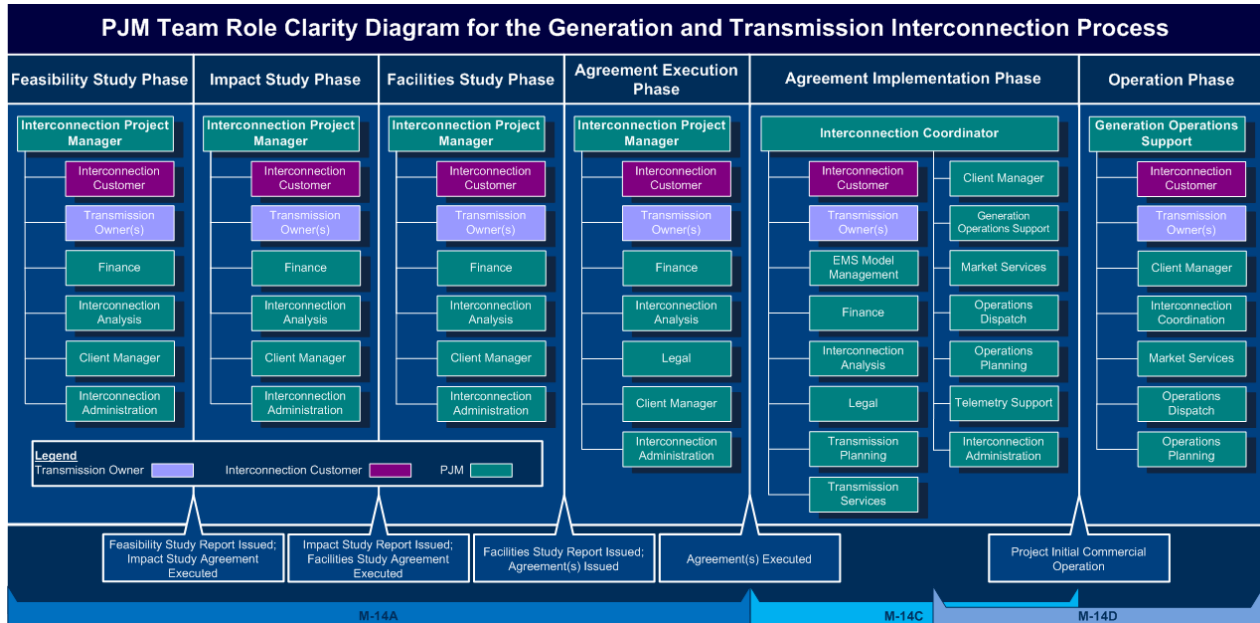 PJM Team Role Clarity Diagram for the Generation and Transmission Interconnection Process
Feasibility Study Phase
Impact Study Phase
Facilities Study Phase
Agreement Execution
Phase
Agreement Implementation Phase
Operation Phase
Interconnection Project
Manager
Interconnection
Customer
Transmission
Owner(s)
Finance
Interconnection
Analysis
Client Manager
Interconnection
Administration
Interconnection Project
Manager
Interconnection
Customer
Transmission
Owner(s)
Finance
Interconnection
Analysis
Client Manager
Interconnection
Administration
Interconnection Project
Manager
Interconnection
Customer
Transmission
Owner(s)
Finance
Interconnection
Analysis
Client Manager
Interconnection
Administration
Interconnection Project
Manager
Interconnection
Customer
Transmission
Owner(s)
Finance
Interconnection
Analysis
Legal
Client Manager
Interconnection
Administration
Interconnection Coordinator
Interconnection
Customer
Transmission
Owner(s)
EMS Model
Management
Finance
Interconnection
Analysis
Legal
Transmission
Planning
Transmission
Services
Client Manager
Generation
Operations Support
Market Services
Operations
Dispatch
Operations
Planning
Telemetry Support
Interconnection
Administration
Generation Operations
Support
Interconnection
Customer
Transmission
Owner(s)
Client Manager
Interconnection
Coordination
Market Services
Operations
Dispatch
Operations
Planning
Legend
Transmission Owner
Interconnection Customer
PJM
Feasibility Study Report Issued;
Impact Study Agreement
Executed
Impact Study Report Issued;
Facilities Study Agreement
Executed
Facilities Study Report Issued;
Agreement(s) Issued
Agreement(s) Executed
Project Initial Commercial
Operation
M-14A
M-14C
M-14D